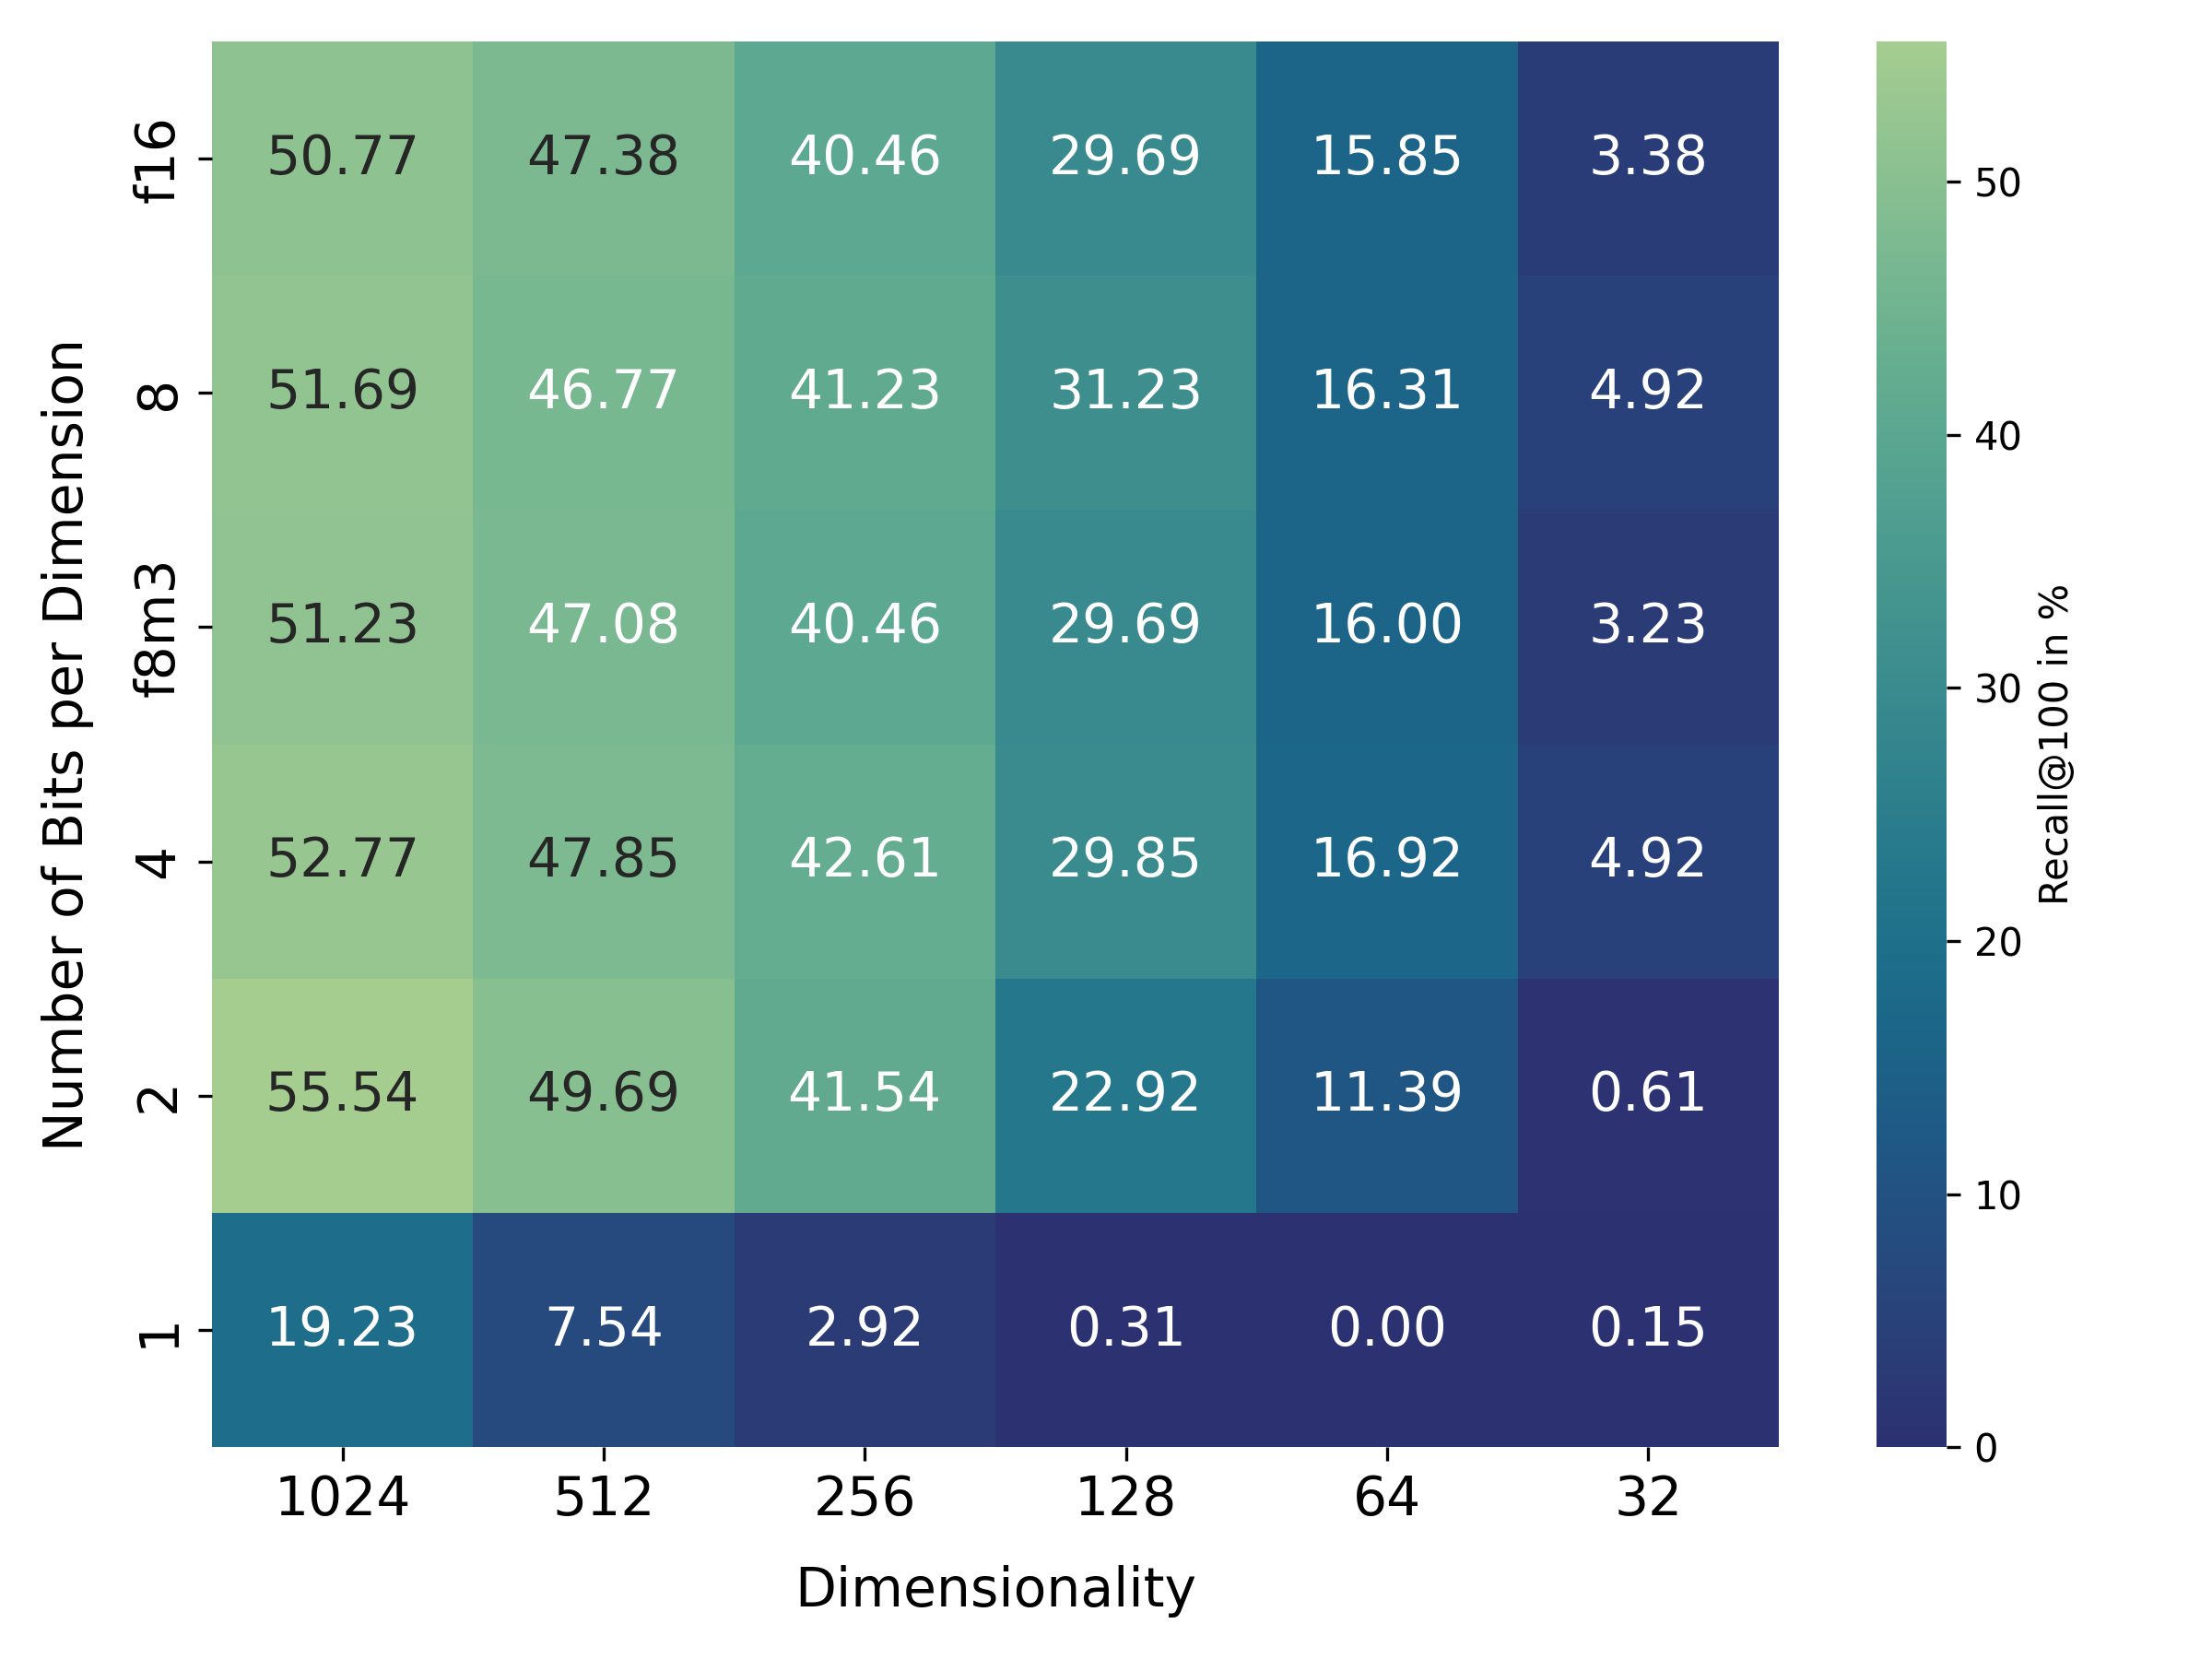 Number of Bits per Dimension
f16 50.77 47.38 40.46 29.69 15.85 3.38
8 51.69 46.77 41.23 31.23 16.31 4.92
f8m3 51.23 47.08 40.46 29.69 16.00 3.23
4 52.77 47.85 42.61 29.85 16.92 4.92
2 55.54 49.69 41.54 22.92 11.39 0.61
1 19.23 7.54 2.92 0.31 0.00 0.15
1024 512 256 128 64 32
Dimensionality
50
40
30
20
10
0
Recall@100 in %